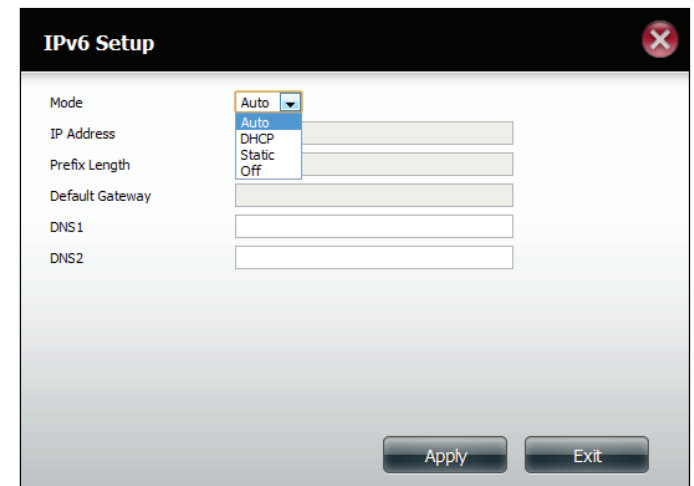 IPv6 Setup
Mode Auto
Auto
IP Address
DHCP
Static
Prefix Length
Off
Default Gateway
DNS1
DNS2
Apply Exit